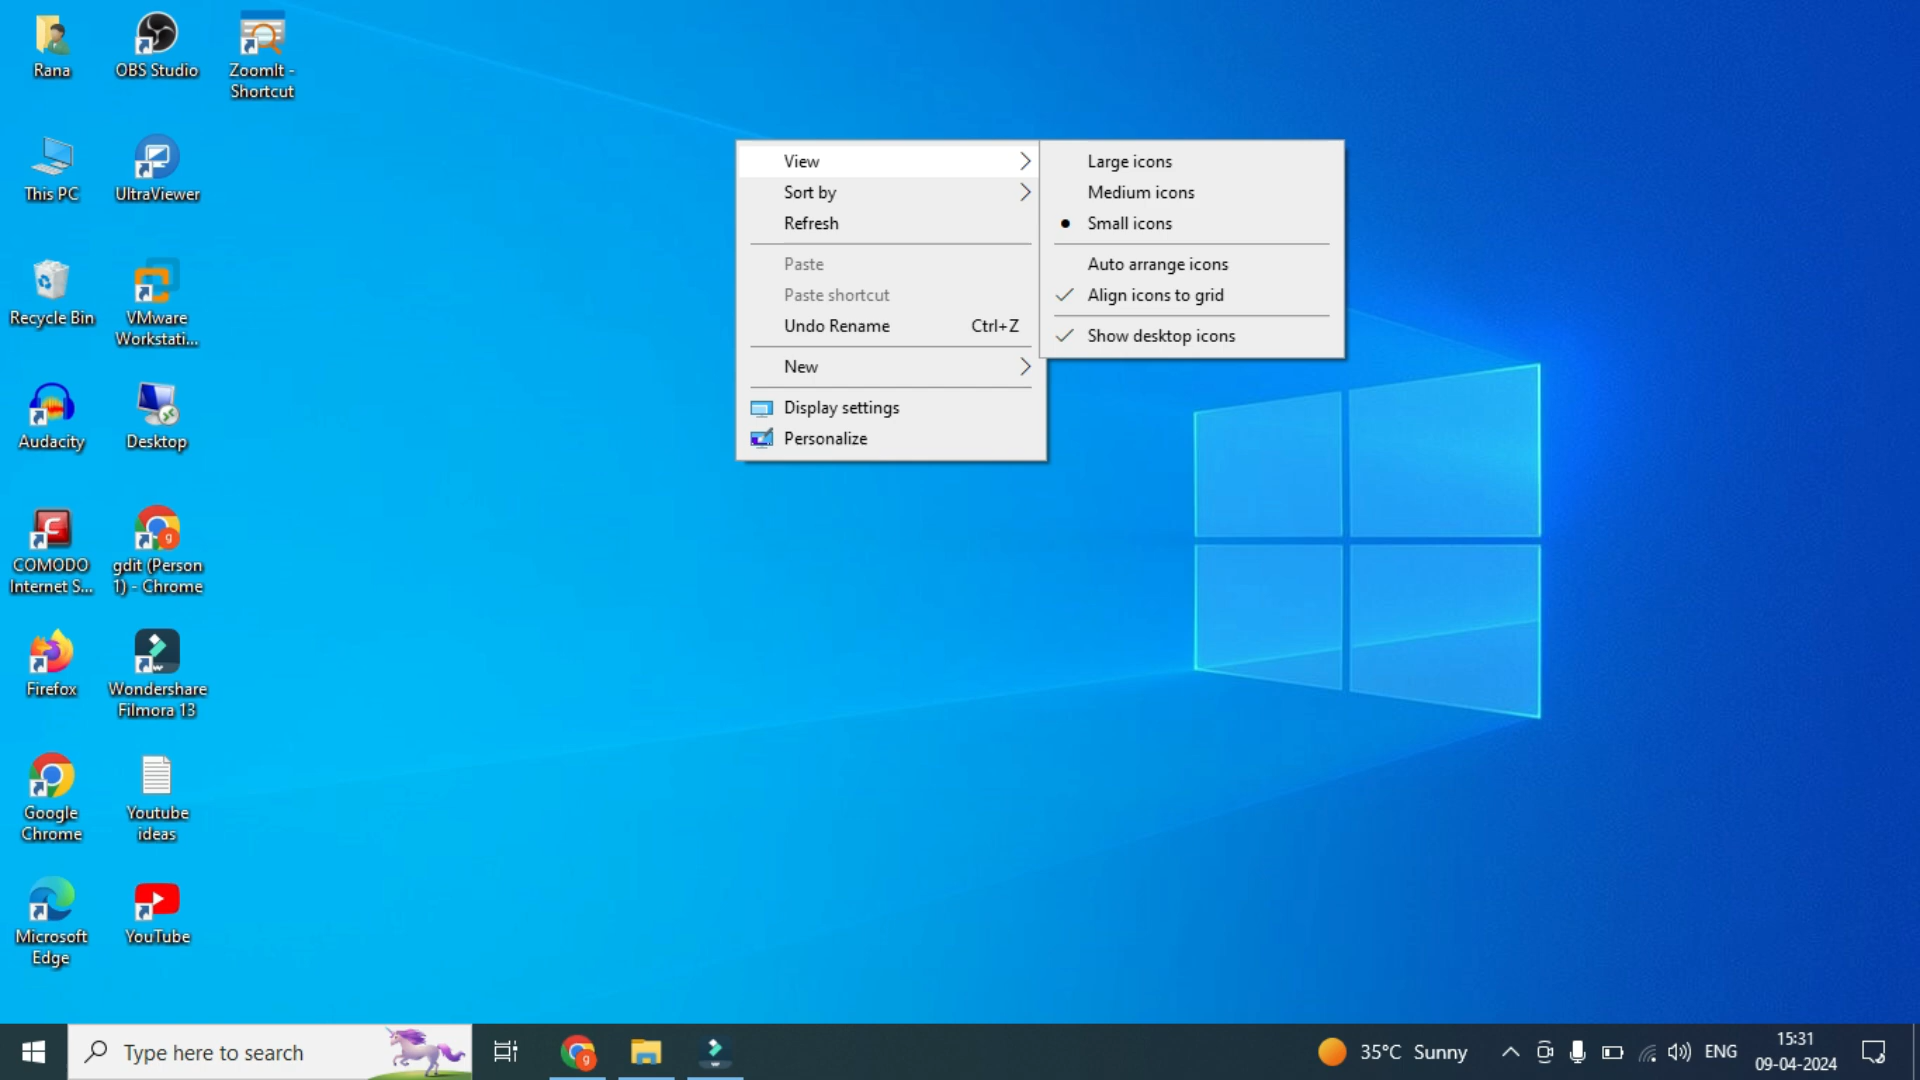 Rana
OBS Studio
ZoomIt -
Shortcut
This PC
UltraViewer
Recycle Bin
VMware
Workstati...
Audacity
Desktop
COMODO
Internet S...
gdit (Person
1) - Chrome
Firefox
Wondershare
Filmora 13
Google
Chrome
Youtube
ideas
Microsoft
Edge
YouTube
View
Sort by
Refresh
Paste
Paste shortcut
Undo Rename Ctrl+Z
New
Display settings
Personalize
Large icons
Medium icons
Small icons
Auto arrange icons
Align icons to grid
Show desktop icons
Type here to search
35°C Sunny
ENG
15:31
09-04-2024